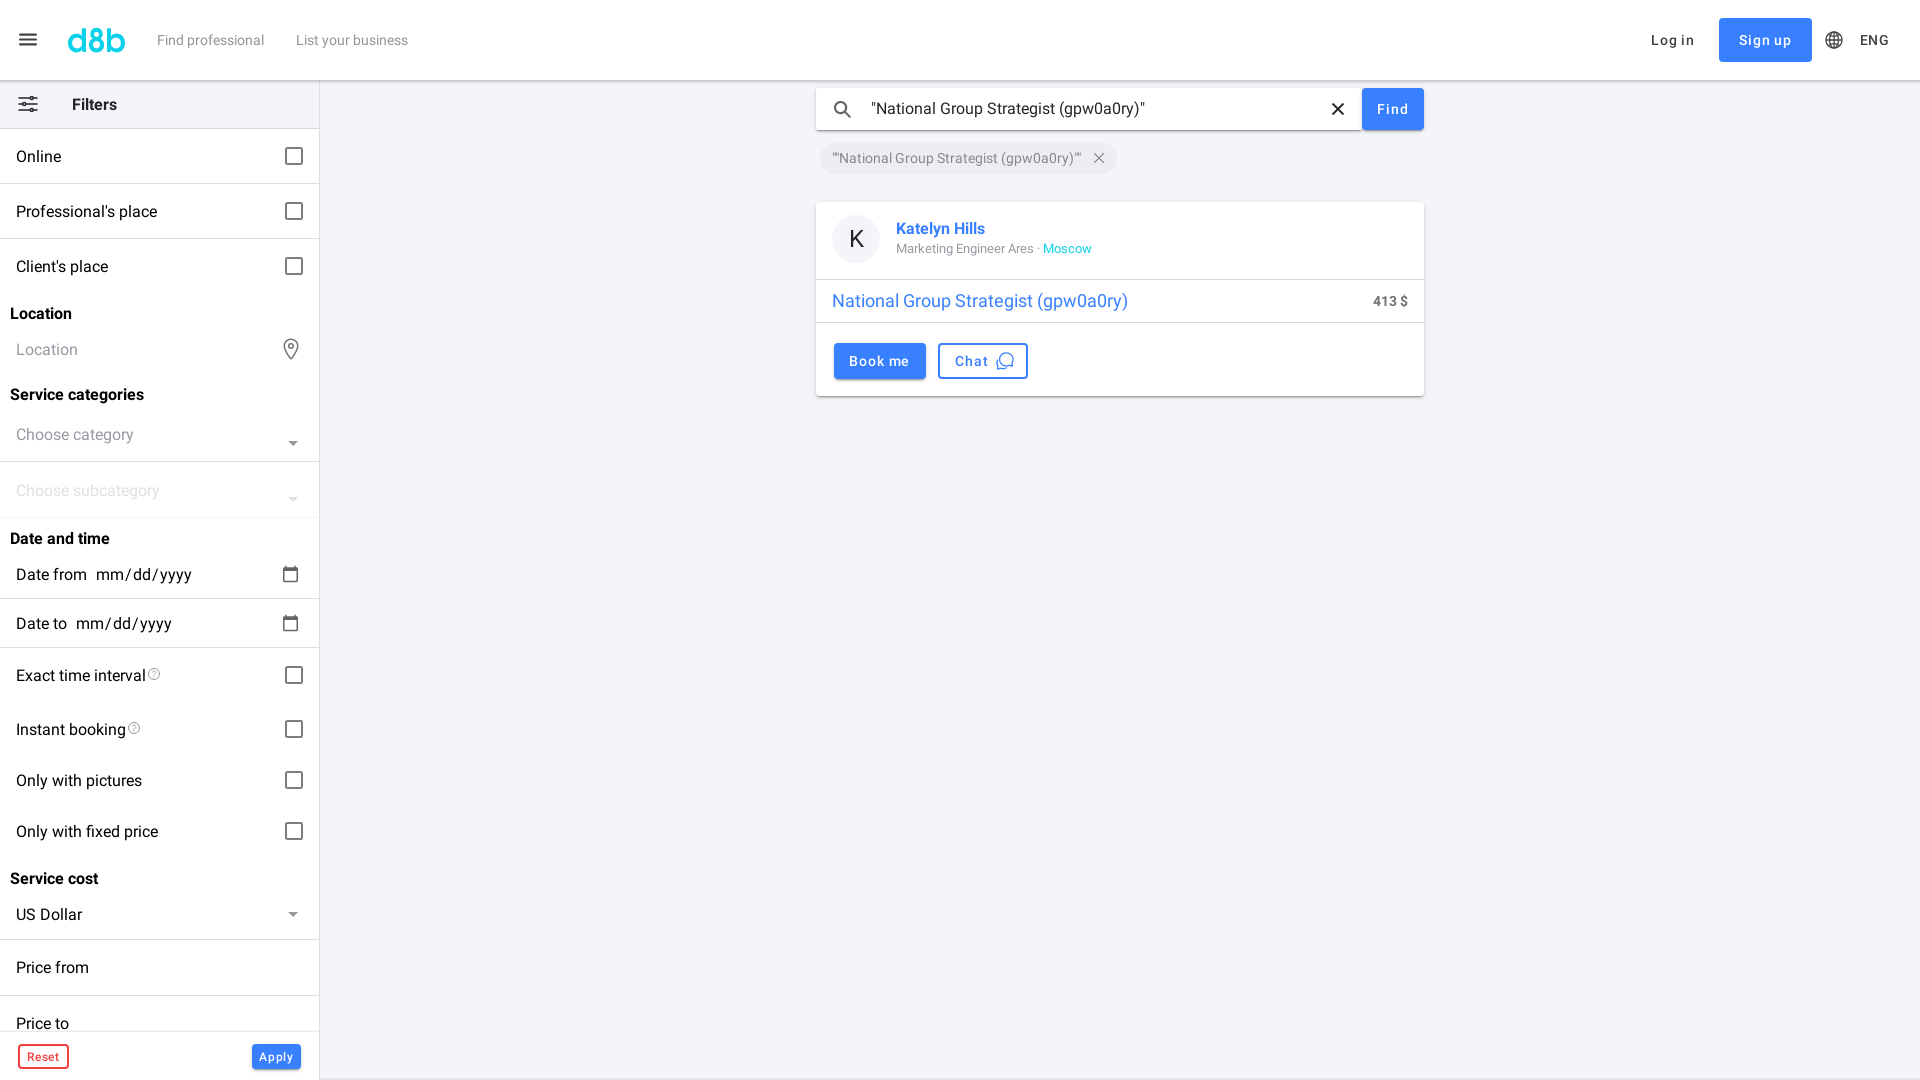 d8b
Find professional
List your business
Log in
Sign up
ENG
Filters
Online
Professional's place
Client's place
Location
Location
Service categories
Choose category
Choose subcategory
Date and time
Date from mm/dd/yyyy
Date to mm/dd/yyyy
Exact time interval
Instant booking
Only with pictures
Only with fixed price
Service cost
US Dollar
Price from
Price to
Reset
Apply
"National Group Strategist (gpw0a0ry)"
Find
""National Group Strategist (gpw0a0ry)""
K
Katelyn Hills
Marketing Engineer Ares · Moscow
National Group Strategist (gpw0a0ry)
413 $
Book me
Chat